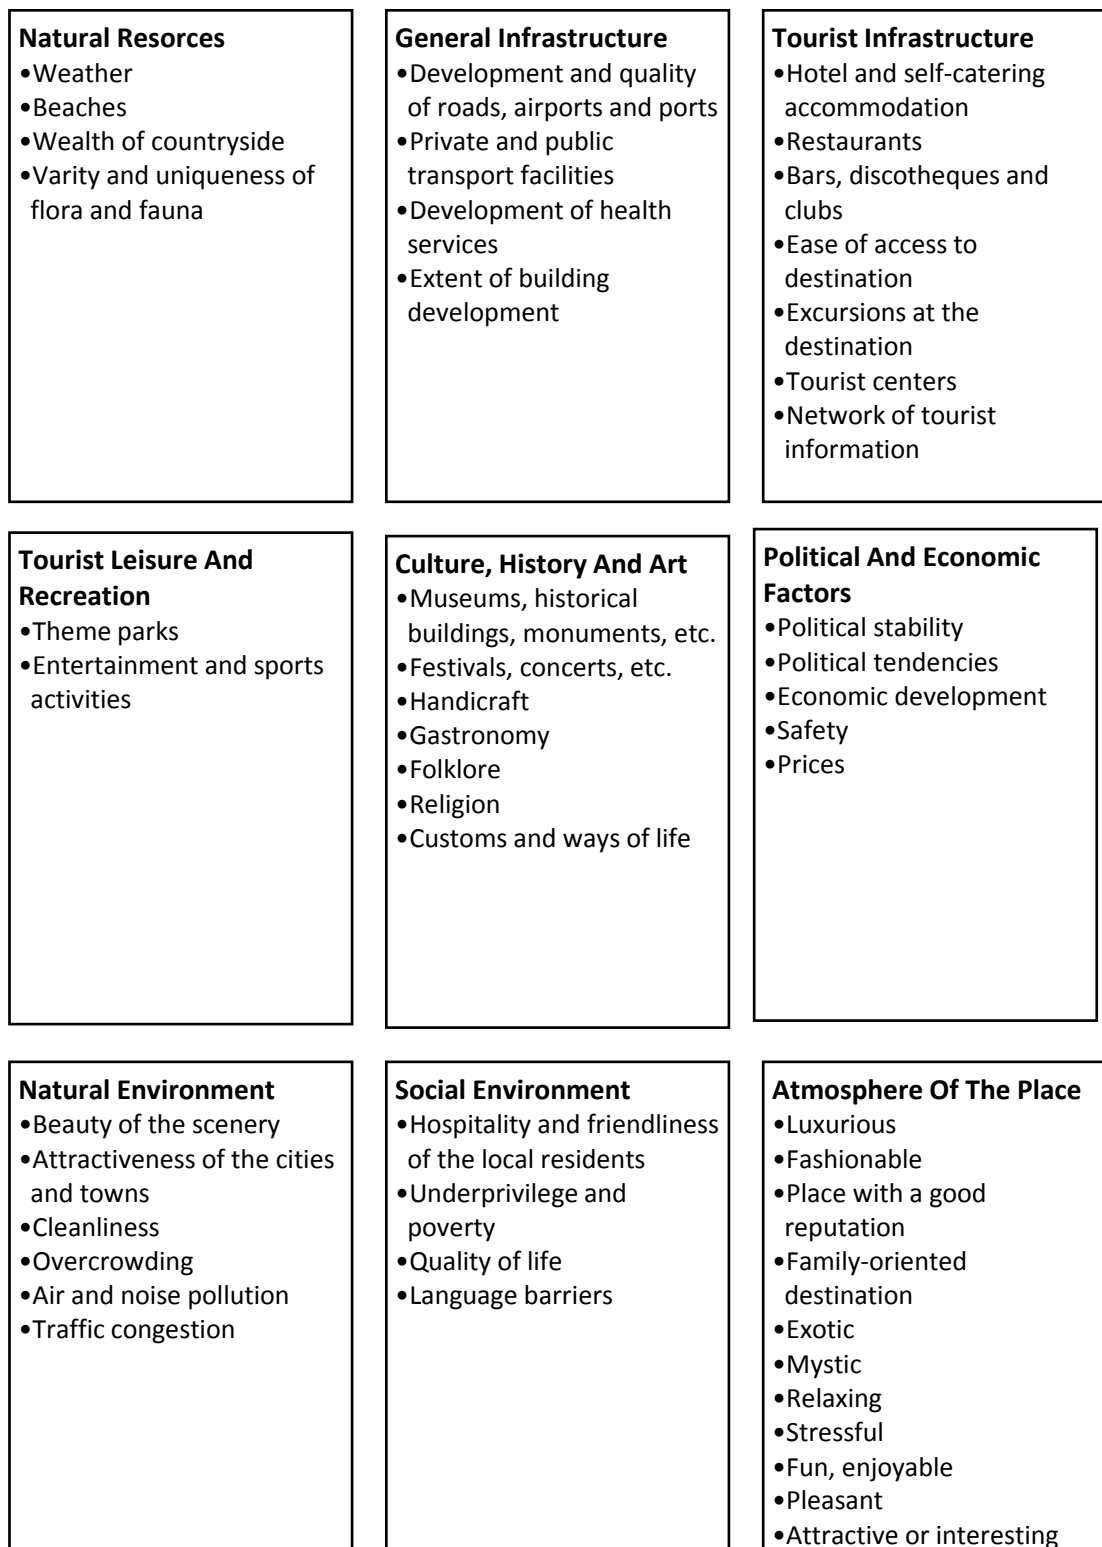 Natural Resorces
•Weather
•Beaches
•Wealth of countryside
•Varity and uniqueness of
flora and fauna
General Infrastructure
•Development and quality
of roads, airports and ports
•Private and public
transport facilities
•Development of health
services
•Extent of building
development
Tourist Infrastructure
•Hotel and self-catering
accommodation
•Restaurants
•Bars, discotheques and
clubs
•Ease of access to
destination
•Excursions at the
destination
•Tourist centers
•Network of tourist
information
Tourist Leisure And
Recreation
•Theme parks
•Entertainment and sports
activities
Culture, History And Art
•Museums, historical
buildings, monuments, etc.
•Festivals, concerts, etc.
•Handicraft
•Gastronomy
•Folklore
•Religion
•Customs and ways of life
Political And Economic
Factors
•Political stability
•Political tendencies
•Economic development
•Safety
•Prices
Natural Environment
•Beauty of the scenery
•Attractiveness of the cities
and towns
•Cleanliness
•Overcrowding
•Air and noise pollution
•Traffic congestion
Social Environment
•Hospitality and friendliness
of the local residents
•Underprivilege and
poverty
•Quality of life
•Language barriers
Atmosphere Of The Place
•Luxurious
•Fashionable
•Place with a good
reputation
•Family-oriented
destination
•Exotic
•Mystic
•Relaxing
•Stressful
•Fun, enjoyable
•Pleasant
•Attractive or interesting